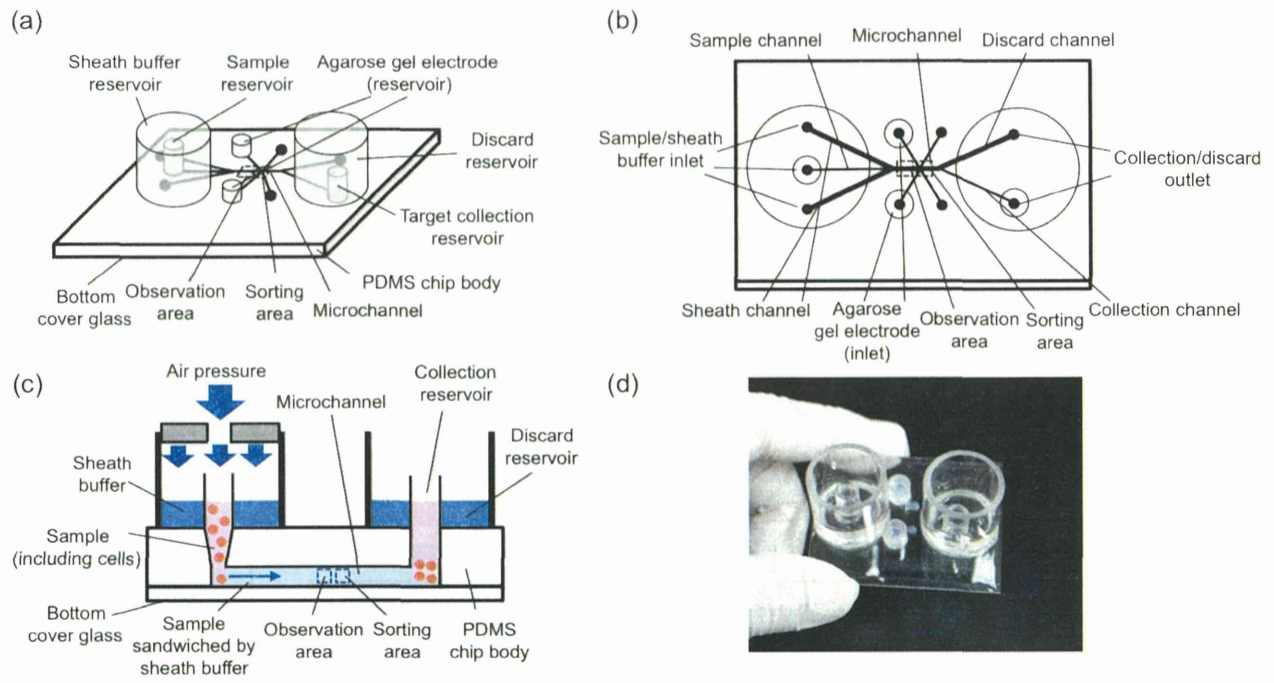 (a)
Sheath buffer
reservoir
Sample
reservoir
Agarose gel electrode
(reservoir)
Discard
reservoir
Target collection
reservoir
PDMS chip body
Microchannel
Sorting
area
Observation
area
Bottom
cover glass
(b)
Sample channel
Microchannel
Discard channel
Sample/sheath
buffer inlet
Collection/discard
outlet
Sheath channel
Agarose
gel electrode
(inlet)
Observation
area
Sorting
area
Collection channel
(c)
Air pressure
Microchannel
Collection
reservoir
Discard
reservoir
Sheath
buffer
Sample
(including cells)
Bottom
cover glass
Sample
sandwiched by
sheath buffer
Observation
area
Sorting
area
PDMS
chip body
(d)